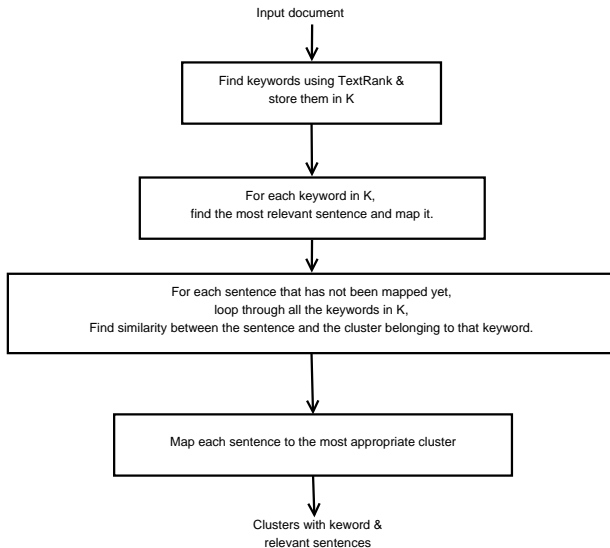 Input document
Find keywords using TextRank &
store them in K
For each keyword in K,
find the most relevant sentence and map it.
For each sentence that has not been mapped yet,
loop through all the keywords in K,
Find similarity between the sentence and the cluster belonging to that keyword.
Map each sentence to the most appropriate cluster
Clusters with keword &
relevant sentences